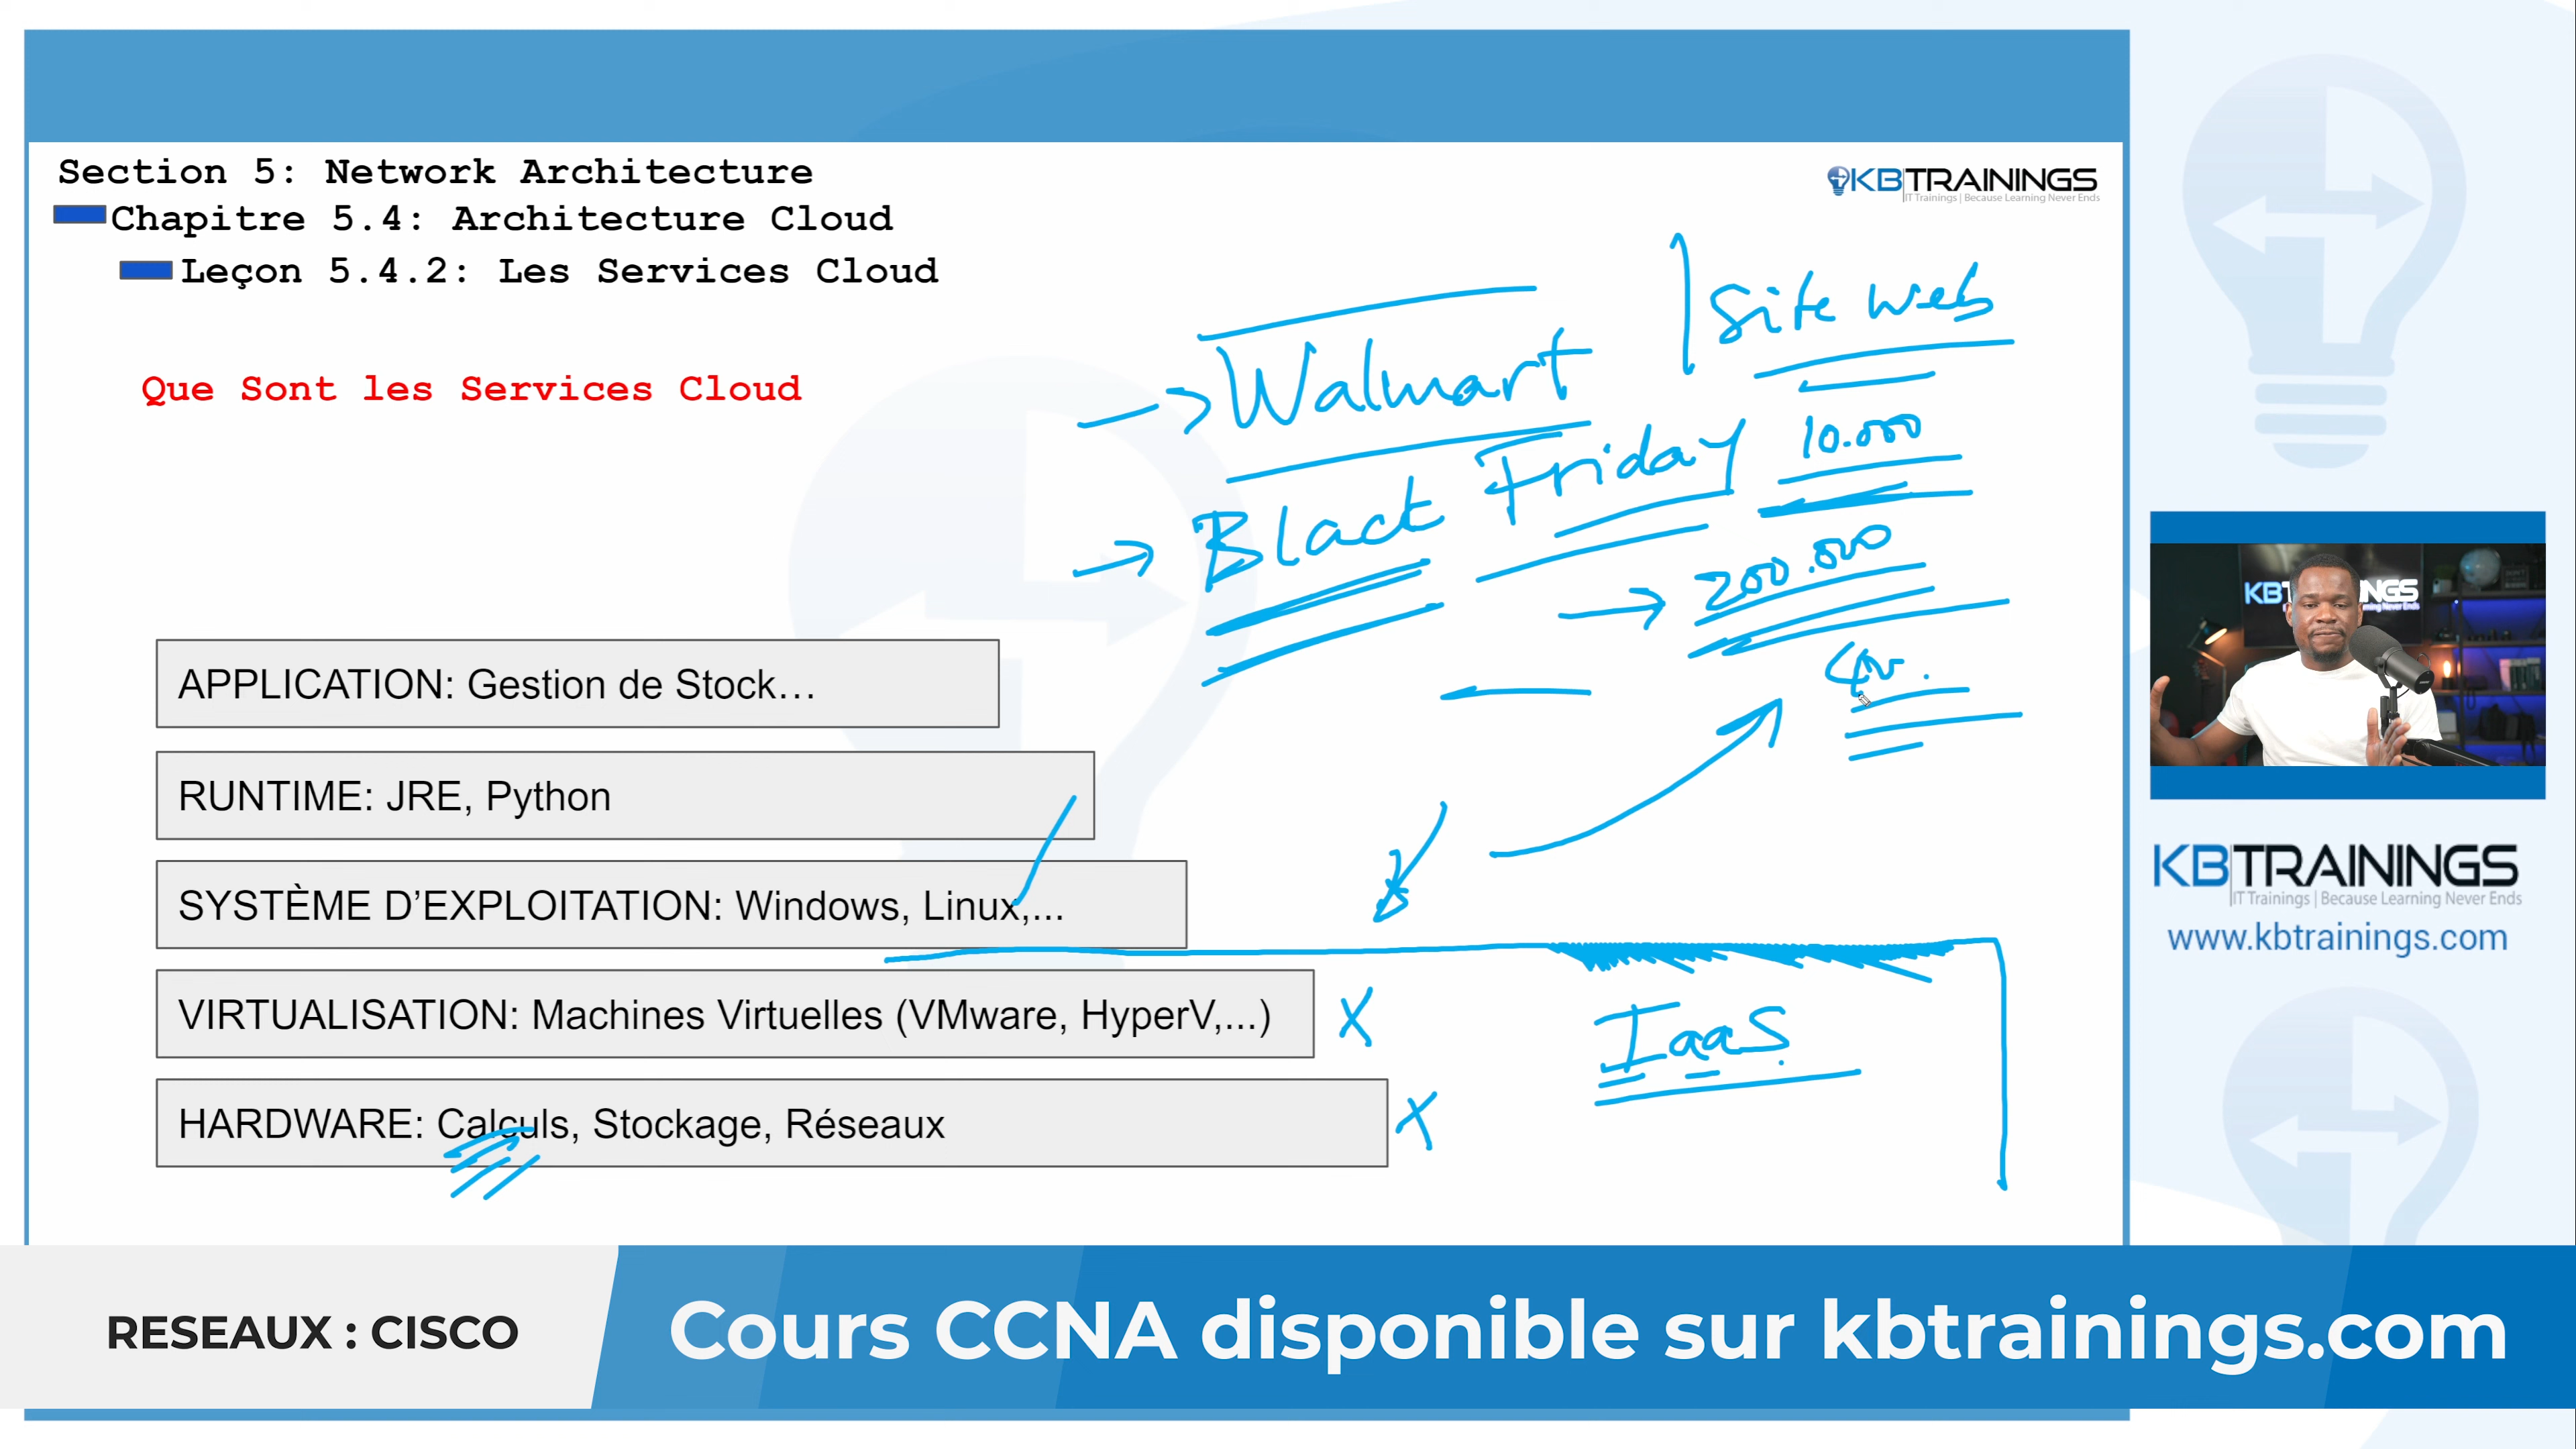 Section 5: Network Architecture
Chapitre 5.4: Architecture Cloud
Leçon 5.4.2: Les Services Cloud
KBTRAININGS
IT Trainings | Because Learning Never Ends
Que Sont les Services Cloud
Walmart
Site web
Black Friday
10.000
200.000
APPLICATION: Gestion de Stock...
RUNTIME: JRE, Python
SYSTÈME D'EXPLOITATION: Windows, Linux,...
VIRTUALISATION: Machines Virtuelles (VMware, HyperV,...) X
HARDWARE: Calculs, Stockage, Réseaux X
IaaS
KBTRAININGS
IT Trainings | Because Learning Never Ends
www.kbtrainings.com
RESEAUX : CISCO
Cours CCNA disponible sur kbtrainings.com